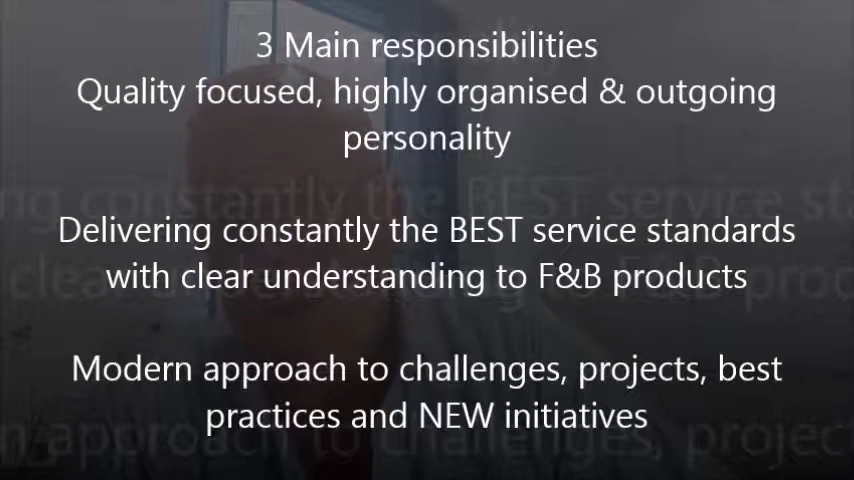 3 Main responsibilities
Quality focused, highly organised & outgoing
personality
Delivering constantly the BEST service standards
with clear understanding to F&B products
Modern approach to challenges, projects, best
practices and NEW initiatives